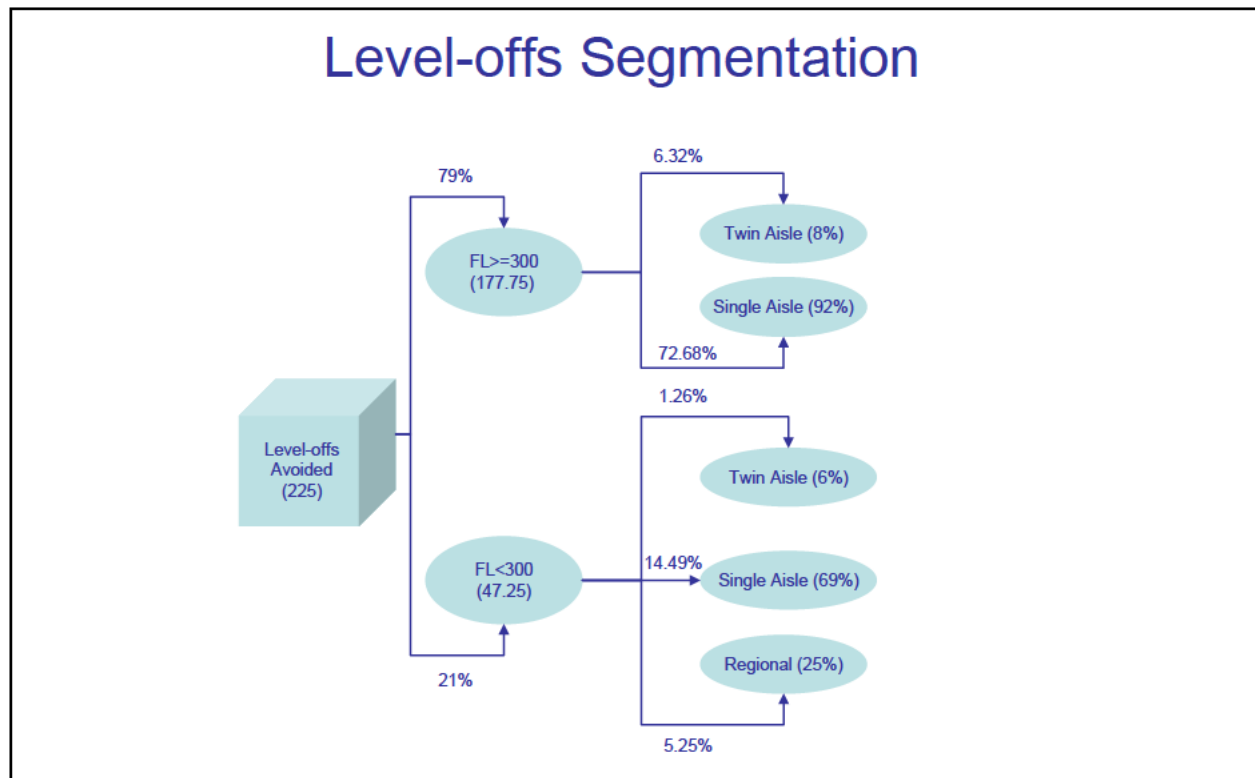 Level-offs Segmentation
79%
6.32%
Twin Aisle (8%)
FL>=300
(177.75)
Single Aisle (92%)
72.68%
1.26%
Level-offs
Avoided
(225)
Twin Aisle (6%)
14.49%
FL<300
(47.25)
Single Aisle (69%)
Regional (25%)
21%
5.25%